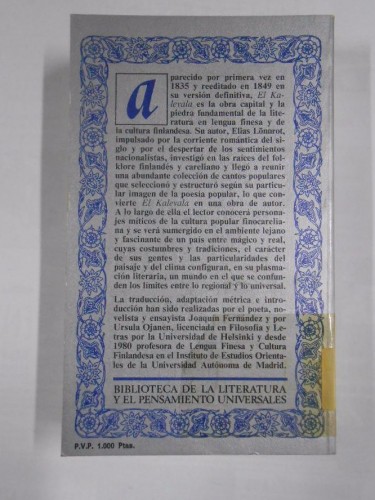 aparecido por primera vez en
1835 y reeditado en 1849 en
su versión definitiva, El Ka-
levala es la obra capital y la
piedra fundamental de la lite-
ratura en lengua finesa y de
la cultura finlandesa. Su autor, Elías Lönnrot,
impulsado por la corriente romántica del si-
glo y por el despertar de los sentimientos
nacionalistas, investigó en las raíces del fol-
klore finlandés y careliano y llegó a reunir
una abundante colección de cantos populares
que seleccionó y estructuró según su particu-
lar imagen de la poesía popular, lo que con-
vierte El Kalevala en una obra de autor.
A lo largo de ella el lector conocerá persona-
jes míticos de la cultura popular finocarelia-
na y se verá sumergido en el ambiente lejano
y fascinante de un país entre mágico y real,
cuyas costumbres y tradiciones, el carácter
de sus gentes y las particularidades del
paisaje y del clima configuran, en su plasma-
ción literaria, un mundo en el que se confun-
den los límites entre lo regional y lo universal.
La traducción, adaptación métrica e intro-
ducción han sido realizadas por el poeta, no-
velista y ensayista Joaquín Fernández y por
Ursula Ojanen, licenciada en Filosofía y Le-
tras por la Universidad de Helsinki y desde
1980 profesora de Lengua Finesa y Cultura
Finlandesa en el Instituto de Estudios Orienta-
les de la Universidad Autónoma de Madrid.
BIBLIOTECA DE LA LITERATURA
Y EL PENSAMIENTO UNIVERSALES
P.V.P. 1.000 Ptas.